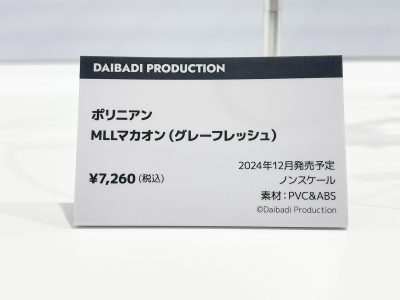 DAIBADI PRODUCTION
ポリニアン
MLLマカオン（グレーフレッシュ）
¥7,260（税込）
2024年12月発売予定
ノンスケール
素材：PVC&ABS
©Daibadi Production